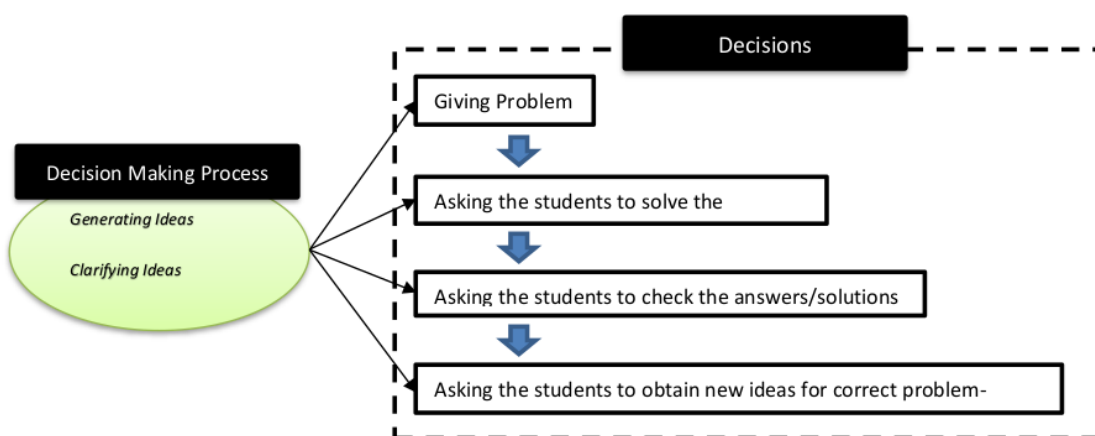 Decisions
Giving Problem
Decision Making Process
Generating Ideas
Clarifying Ideas
Asking the students to solve the
Asking the students to check the answers/solutions
Asking the students to obtain new ideas for correct problem-